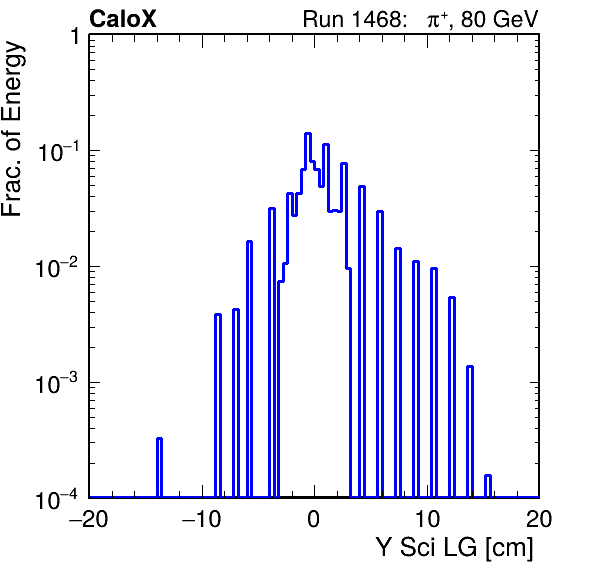 CaloX Run 1468: π⁺, 80 GeV
Frac. of Energy
1
10⁻¹
10⁻²
10⁻³
10⁻⁴
−20 −10 0 10 20
Y Sci LG [cm]